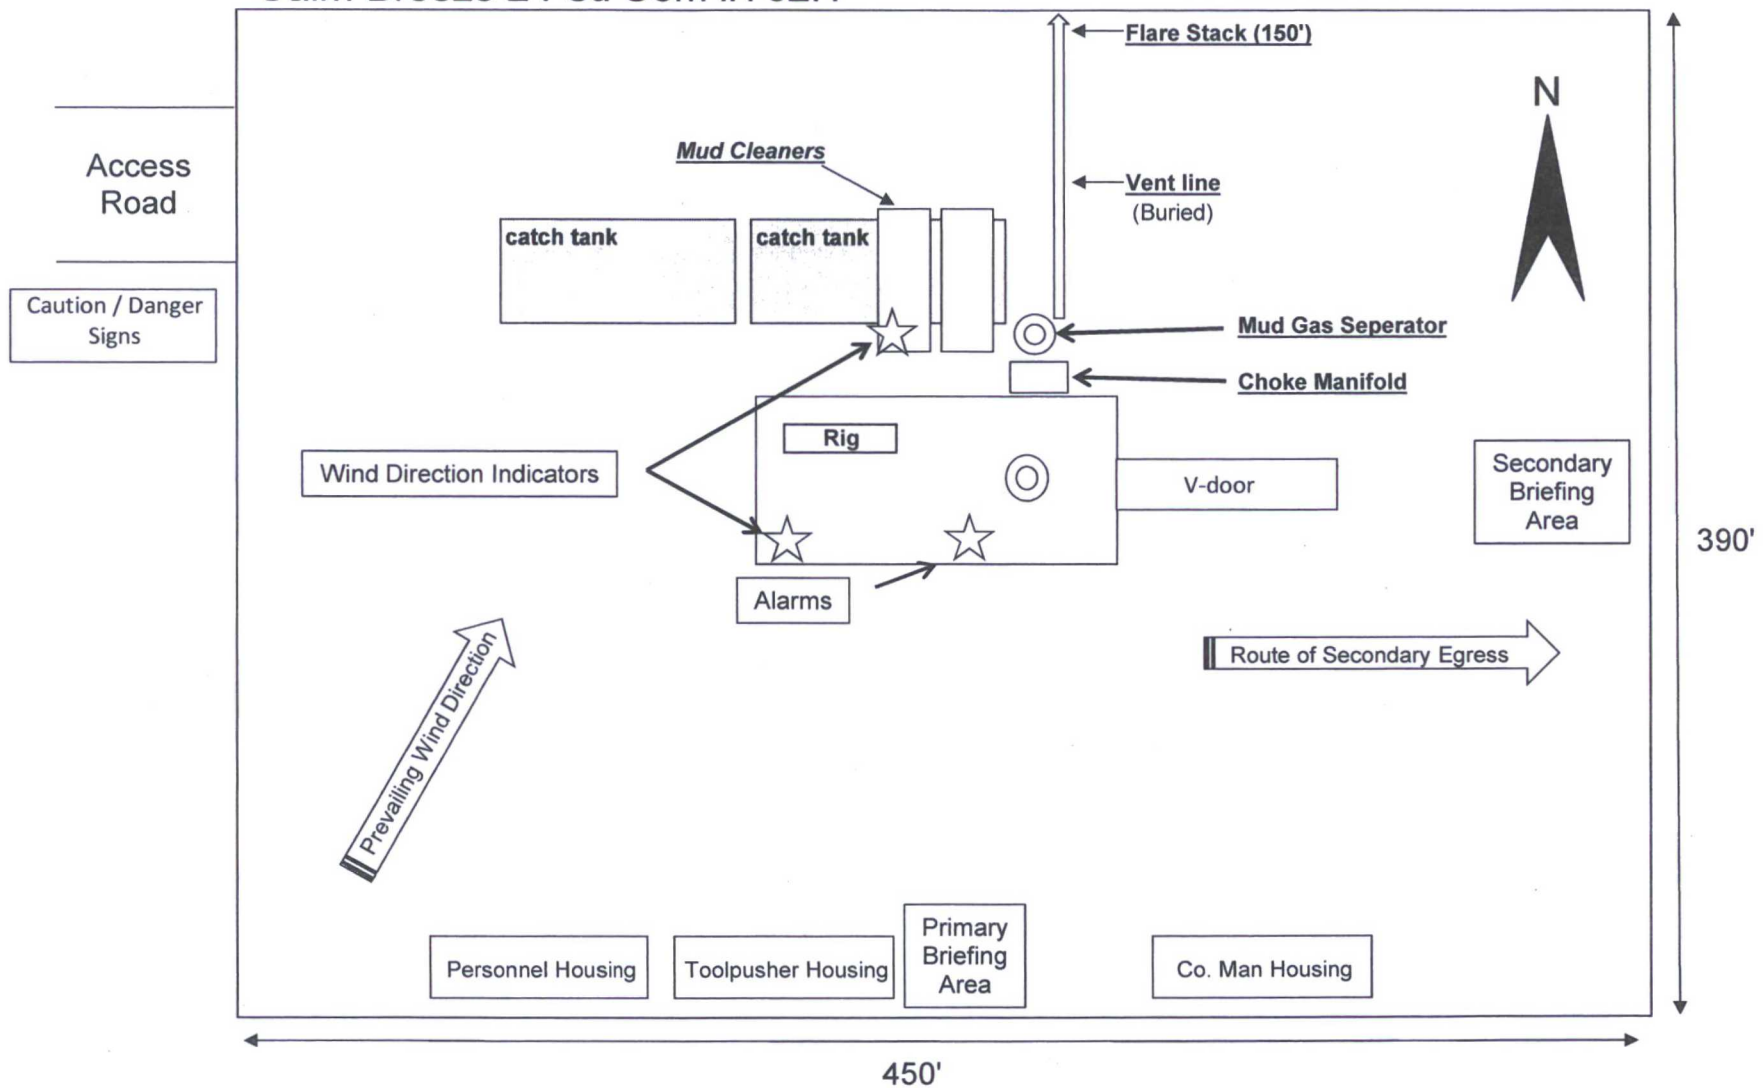 Flare Stack (150')
N
Mud Cleaners
Access
Road
Vent line
(Buried)
catch tank
catch tank
Caution / Danger
Signs
Mud Gas Seperator
Choke Manifold
Rig
Wind Direction Indicators
V-door
Secondary
Briefing
Area
390'
Alarms
Prevailing Wind Direction
Route of Secondary Egress
Primary
Briefing
Area
Personnel Housing
Toolpusher Housing
Co. Man Housing
450'